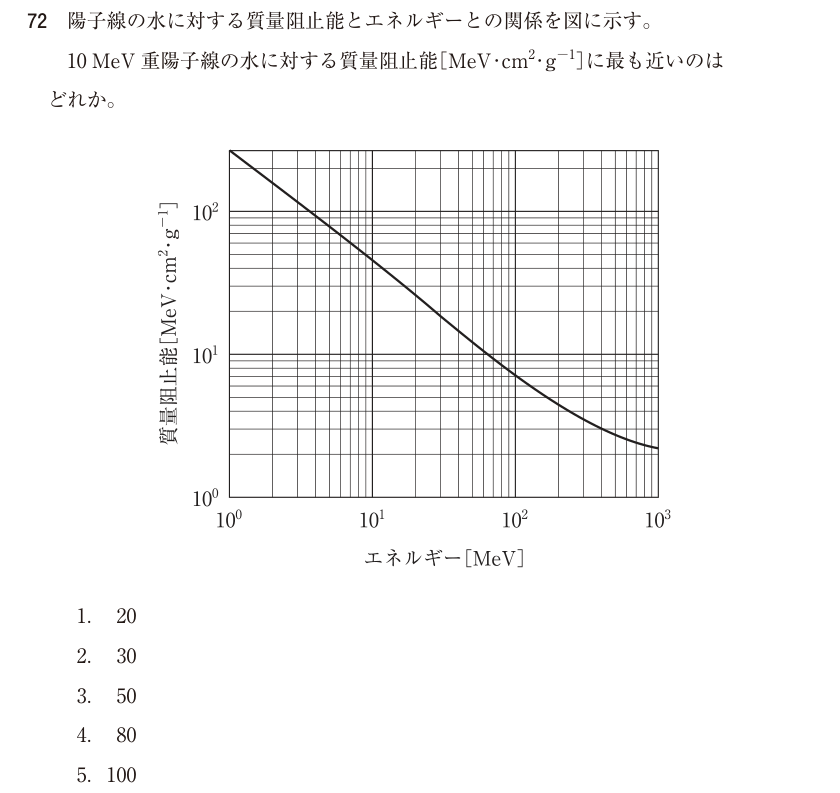 72 陽子線の水に対する質量阻止能とエネルギーとの関係を図に示す。
10 MeV 重陽子線の水に対する質量阻止能[MeV·cm²·g⁻¹]に最も近いのは
どれか。
質量阻止能[MeV·cm²·g⁻¹]
10²
10¹
10⁰
10⁰ 10¹ 10² 10³
エネルギー[MeV]
1. 20
2. 30
3. 50
4. 80
5. 100